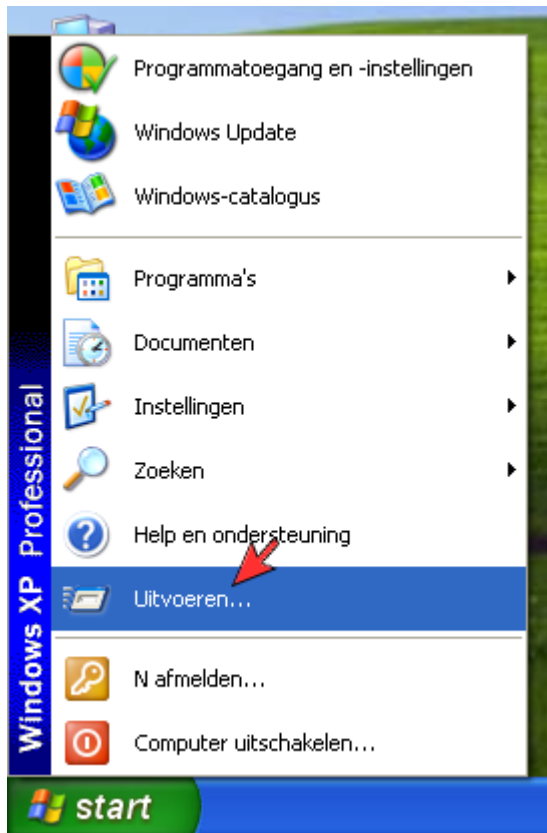 Programmatoegang en -instellingen
Windows Update
Windows-catalogus
Programma's
Documenten
Instellingen
Zoeken
Help en ondersteuning
Uitvoeren...
N afmelden...
Computer uitschakelen...
Windows XP Professional
start